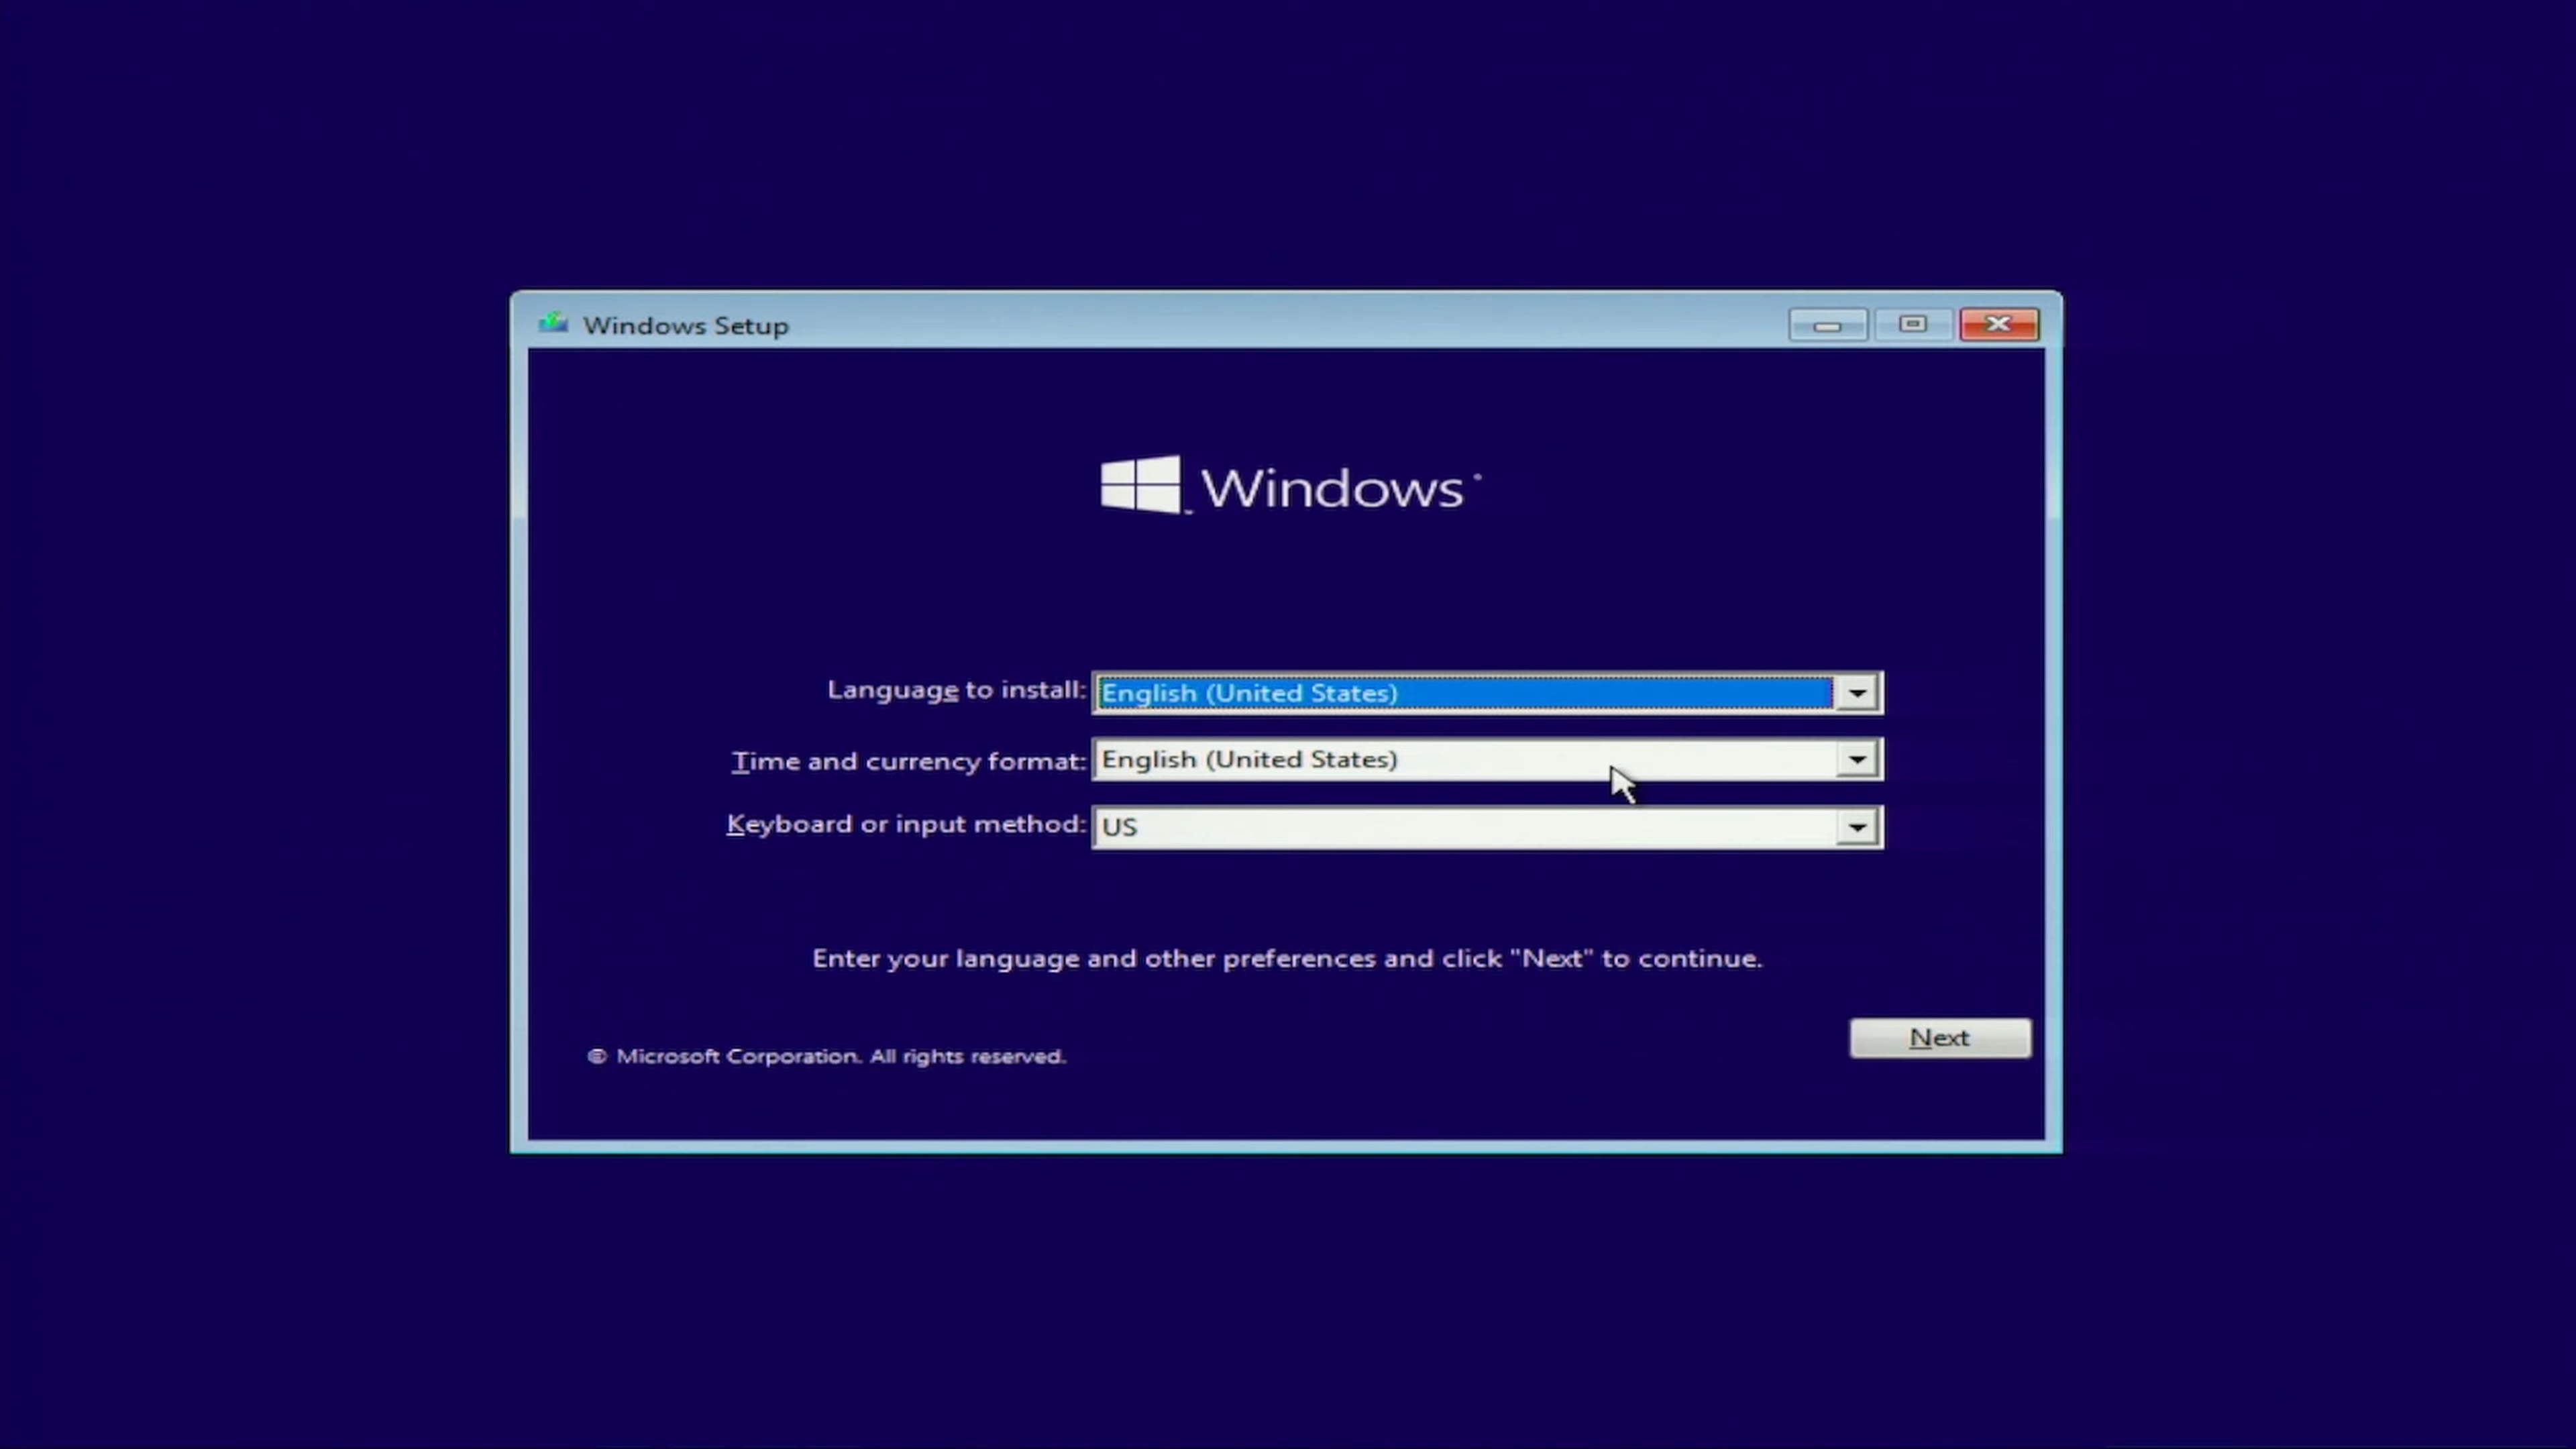 Windows Setup
Windows
Language to install: English (United States)
Time and currency format: English (United States)
Keyboard or input method: US
Enter your language and other preferences and click "Next" to continue.
Next
© Microsoft Corporation. All rights reserved.